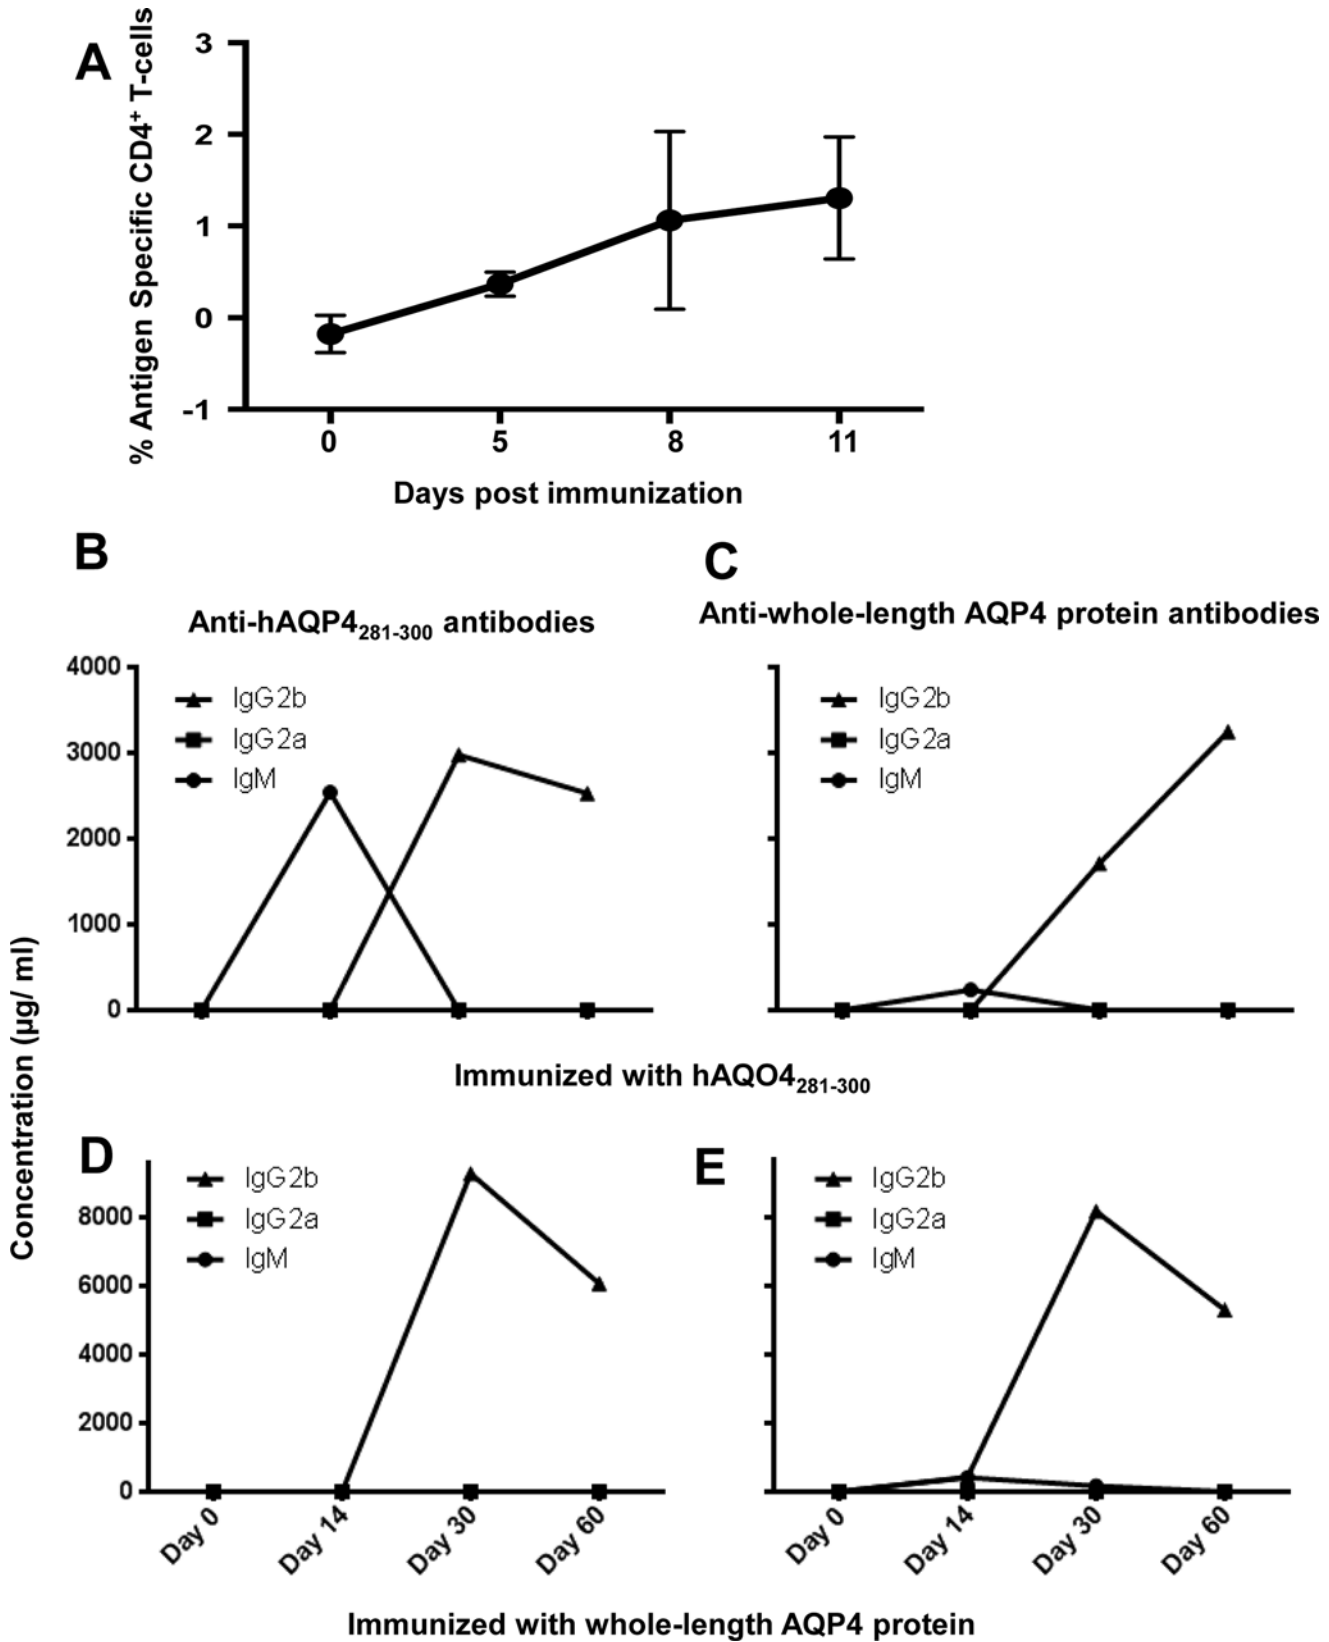 A
% Antigen Specific CD4⁺ T-cells
3
2
1
0
-1
0 5 8 11
Days post immunization
B
Anti-hAQP4₂₈₁₋₃₀₀ antibodies
4000
3000
2000
1000
0
IgG2b
IgG2a
IgM
C
Anti-whole-length AQP4 protein antibodies
IgG2b
IgG2a
IgM
Concentration (µg/ ml)
Immunized with hAQO4₂₈₁₋₃₀₀
D
8000
6000
4000
2000
0
IgG2b
IgG2a
IgM
Day 0 Day 14 Day 30 Day 60
E
IgG2b
IgG2a
IgM
Day 0 Day 14 Day 30 Day 60
Immunized with whole-length AQP4 protein